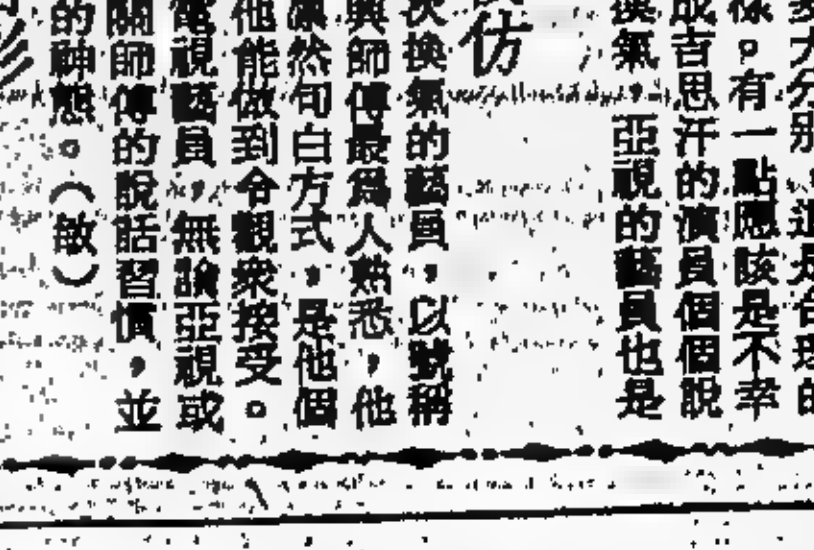 大分別。這是合理的
樣。有一點應該是不幸
成吉思汗的演員個個說
換氣。亞視的藝員也是
仿
次換氣的藝員,以號稱
興師傅最爲人熟悉,他
然句白方式,是他個
他能做到令觀衆接受。
電視藝員,無論亞視或
關師傅的說話習慣,並
的神態。(敏)